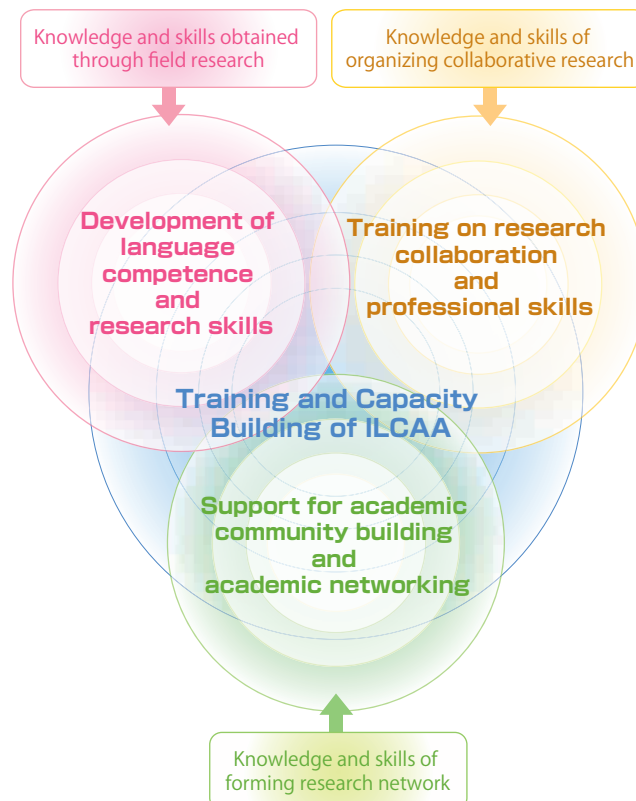 Knowledge and skills obtained
through field research
Knowledge and skills of
organizing collaborative research
Development of
language
competence
and
research skills
Training on research
collaboration
and
professional skills
Training and Capacity
Building of ILCAA
Support for academic
community building
and
academic networking
Knowledge and skills of
forming research network